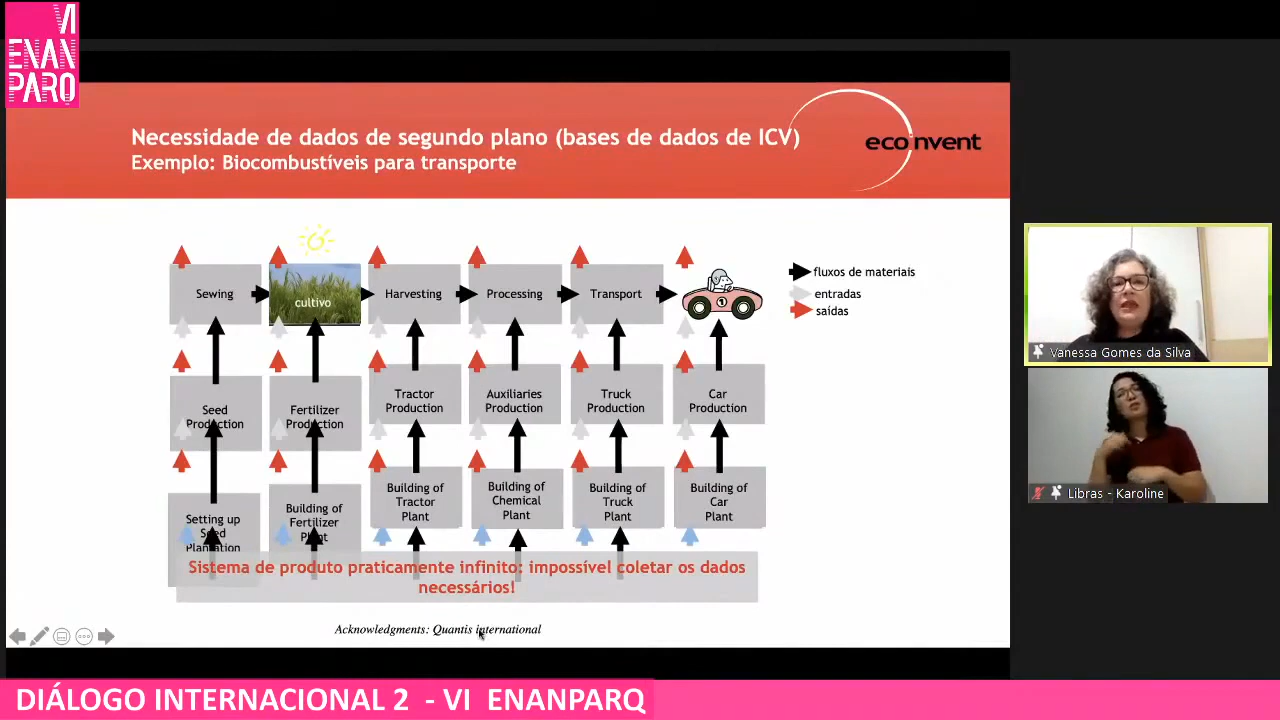 VI
ENAN
PARQ
Necessidade de dados de segundo plano (bases de dados de ICV)
Exemplo: Biocombustíveis para transporte
ecoinvent
Sewing
cultivo
Harvesting
Processing
Transport
1
fluxos de materiais
entradas
saídas
Seed
Production
Fertilizer
Production
Tractor
Production
Auxiliaries
Production
Truck
Production
Car
Production
Setting up
Seed
Plantation
Building of
Fertilizer
Plant
Building of
Tractor
Plant
Building of
Chemical
Plant
Building of
Truck
Plant
Building of
Car
Plant
Sistema de produto praticamente infinito: impossível coletar os dados
necessários!
Acknowledgments: Quantis international
Vanessa Gomes da Silva
Libras - Karoline
DIÁLOGO INTERNACIONAL 2 - VI ENANPARQ